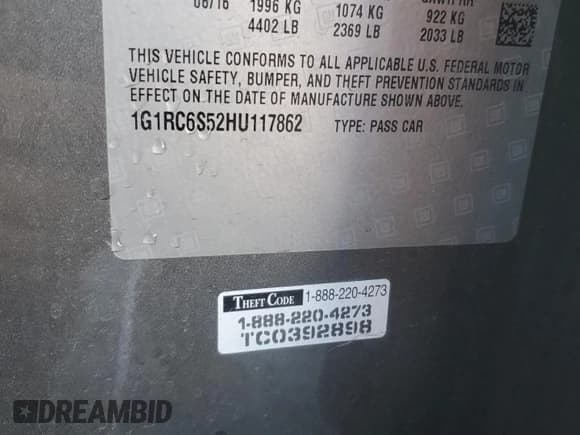 08/16 1996 KG 1074 KG 922 KG
4402 LB 2369 LB 2033 LB
THIS VEHICLE CONFORMS TO ALL APPLICABLE U.S. FEDERAL MOTOR
VEHICLE SAFETY, BUMPER, AND THEFT PREVENTION STANDARDS IN
EFFECT ON THE DATE OF MANUFACTURE SHOWN ABOVE.
1G1RC6S52HU117862 TYPE: PASS CAR
THEFT CODE 1-888-220-4273
1-888-220-4273
TC0392898
DREAMBID